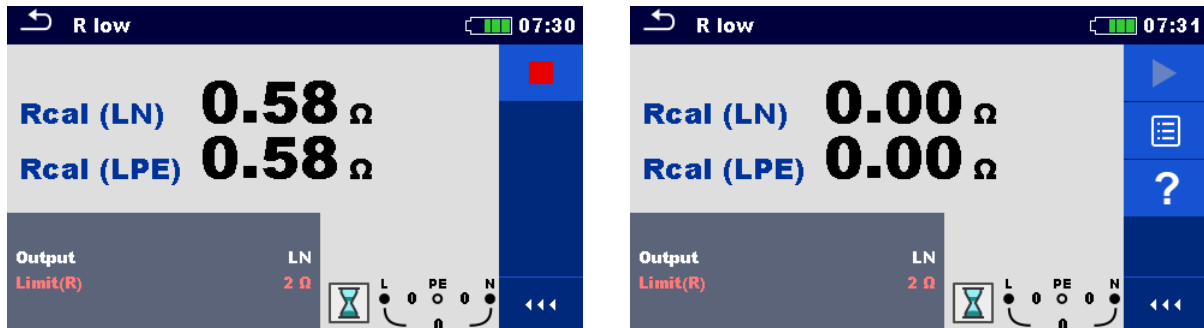 R low 07:30
Rcal (LN) 0.58 Ω
Rcal (LPE) 0.58 Ω
Output LN
Limit(R) 2 Ω
L PE N
0 0
0
R low 07:31
Rcal (LN) 0.00 Ω
Rcal (LPE) 0.00 Ω
?
Output LN
Limit(R) 2 Ω
L PE N
0 0
0